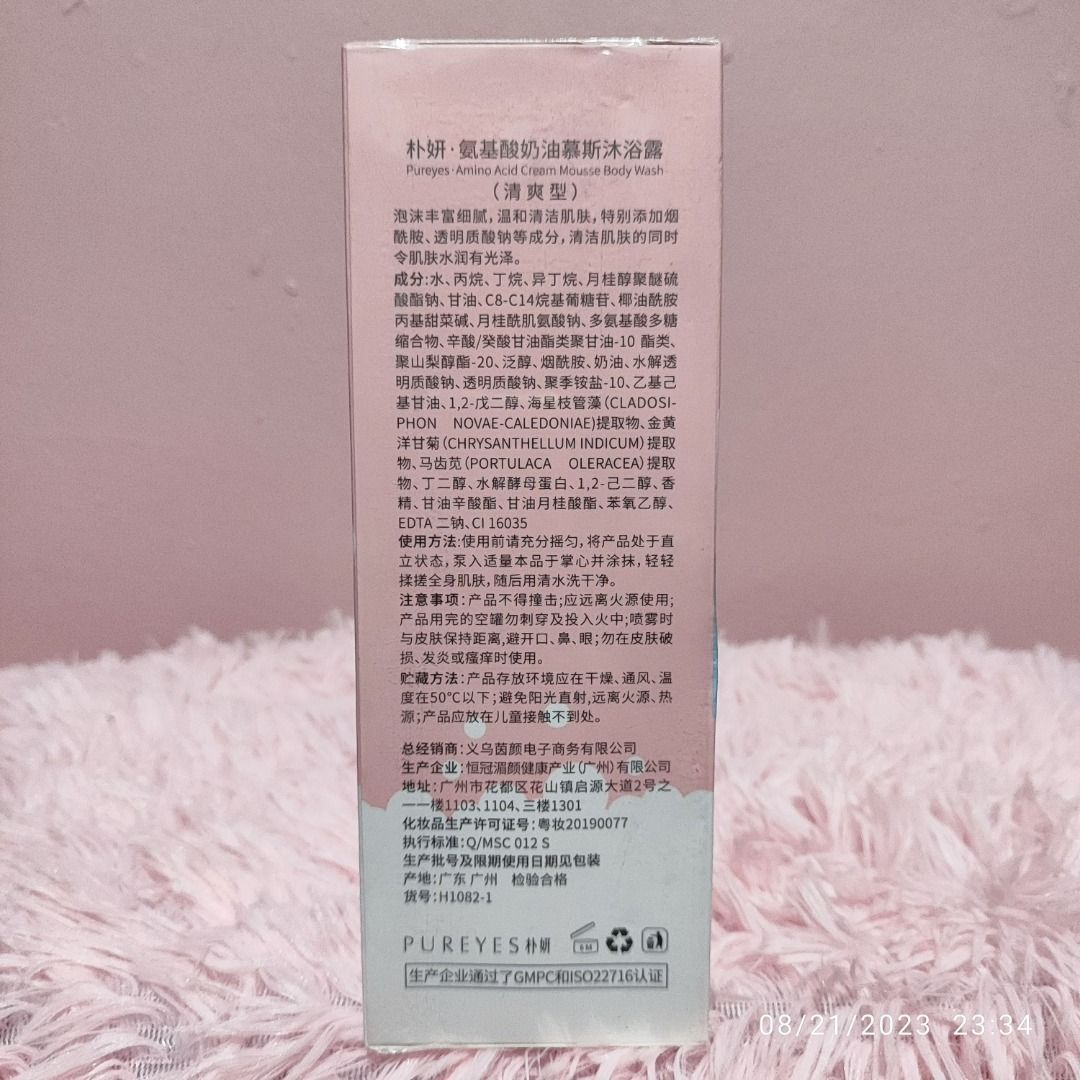 朴妍·氨基酸奶油慕斯沐浴露
Pureyes·Amino Acid Cream Mousse Body Wash
（清爽型）
泡沫丰富细腻，温和清洁肌肤，特别添加烟
酰胺、透明质酸钠等成分，清洁肌肤的同时
令肌肤水润有光泽。
成分:水、丙烷、丁烷、异丁烷、月桂醇聚醚硫
酸酯钠、甘油、C8-C14烷基葡糖苷、椰油酰胺
丙基甜菜碱、月桂酰肌氨酸钠、多氨基酸多糖
缩合物、辛酸/癸酸甘油酯类聚甘油-10 酯类、
聚山梨醇酯-20、泛醇、烟酰胺、奶油、水解透
明质酸钠、透明质酸钠、聚季铵盐-10、乙基己
基甘油、1,2-戊二醇、海星枝管藻（CLADOSI-
PHON NOVAE-CALEDONIAE)提取物、金黄
洋甘菊（CHRYSANTHELLUM INDICUM）提取
物、马齿苋（PORTULACA OLERACEA）提取
物、丁二醇、水解酵母蛋白、1,2-己二醇、香
精、甘油辛酸酯、甘油月桂酸酯、苯氧乙醇、
EDTA 二钠、CI 16035
使用方法:使用前请充分摇匀，将产品处于直
立状态，泵入适量本品于掌心并涂抹，轻轻
揉搓全身肌肤，随后用清水洗干净。
注意事项：产品不得撞击；应远离火源使用；
产品用完的空罐勿刺穿及投入火中；喷雾时
与皮肤保持距离，避开口、鼻、眼；勿在皮肤破
损、发炎或瘙痒时使用。
贮藏方法：产品存放环境应在干燥、通风、温
度在50°C以下；避免阳光直射,远离火源、热
源；产品应放在儿童接触不到处。
总经销商：义乌茵颜电子商务有限公司
生产企业：恒冠湄颜健康产业（广州）有限公司
地址：广州市花都区花山镇启源大道2号之
一一楼1103、1104、三楼1301
化妆品生产许可证号：粤妆20190077
执行标准：Q/MSC 012 S
生产批号及限期使用日期见包装
产地：广东 广州 检验合格
货号：H1082-1
PUREYES 朴妍 6M
生产企业通过了GMPC和ISO22716认证
08/21/2023 23:34